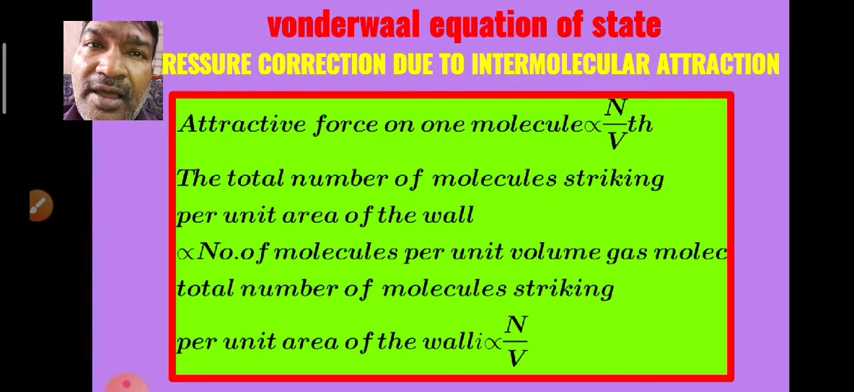 vonderwaal equation of state
RESSURE CORRECTION DUE TO INTERMOLECULAR ATTRACTION
Attractive force on one molecule∝N/V th
The total number of molecules striking
per unit area of the wall
∝No.of molecules per unit volume gas molec
total number of molecules striking
per unit area of the walli∝N/V